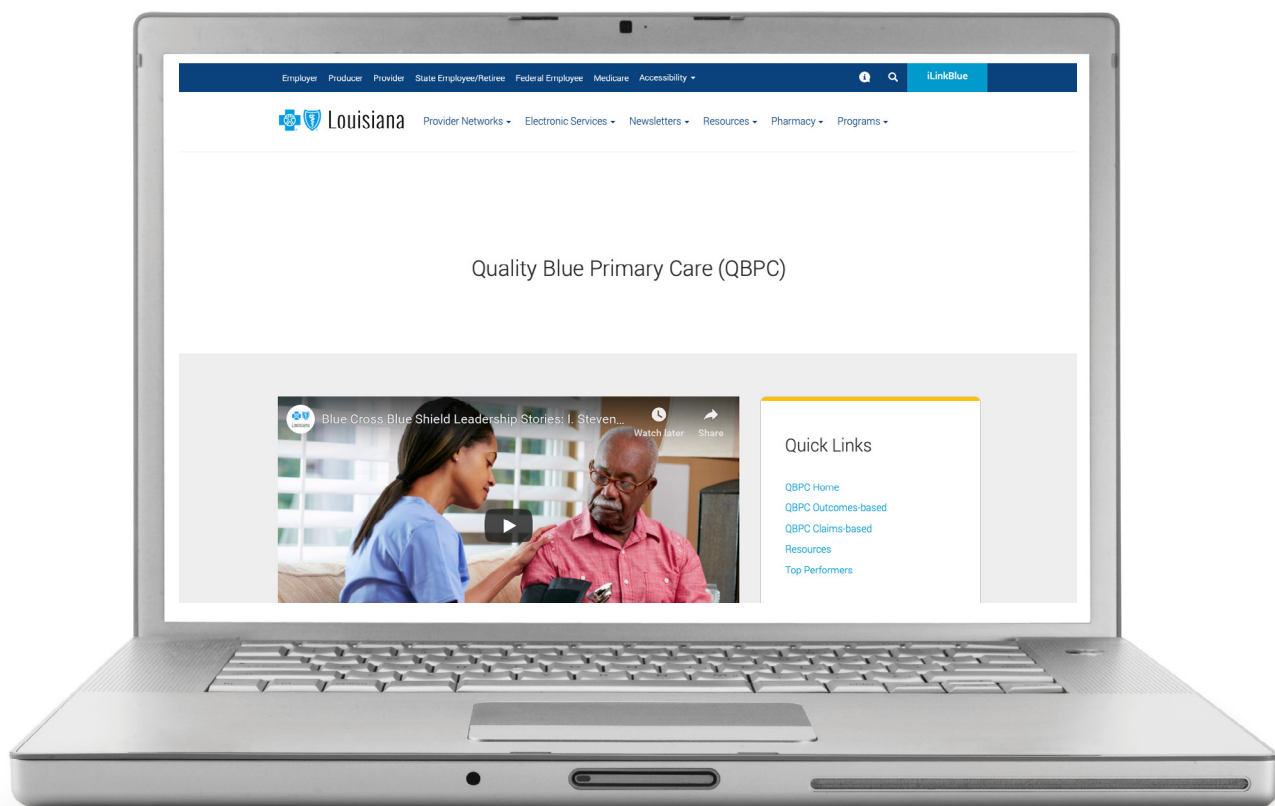 Employer Producer Provider State Employee/Retiree Federal Employee Medicare Accessibility iLinkBlue
Louisiana Provider Networks Electronic Services Newsletters Resources Pharmacy Programs
Quality Blue Primary Care (QBPC)
Blue Cross Blue Shield Leadership Stories: I. Steven...
Watch later Share
Quick Links
QBPC Home
QBPC Outcomes-based
QBPC Claims-based
Resources
Top Performers